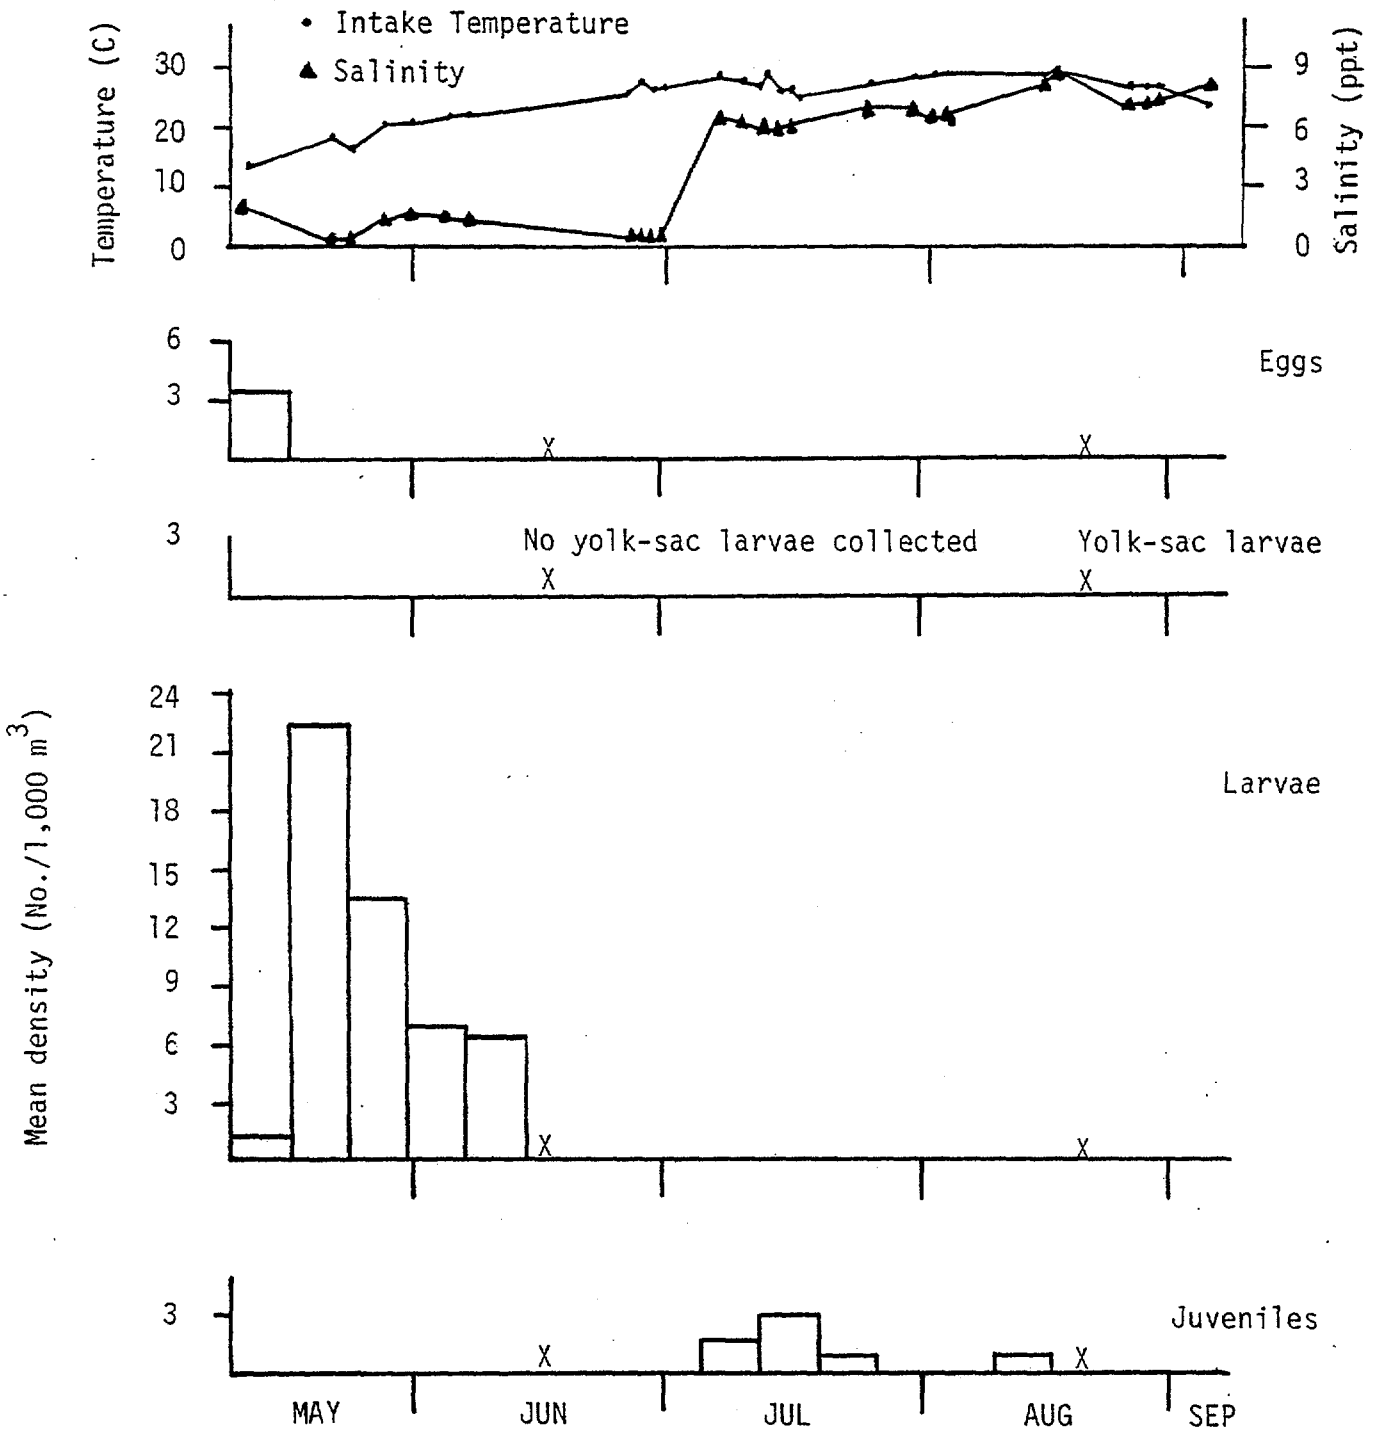 Intake Temperature
Salinity
Temperature (C)
30
20
10
0
Salinity (ppt)
9
6
3
0
Eggs
6
3
X
X
3
No yolk-sac larvae collected
Yolk-sac larvae
X
X
Mean density (No./1,000 m3)
24
21
18
15
12
9
6
3
Larvae
X
X
3
Juveniles
X
X
MAY
JUN
JUL
AUG
SEP